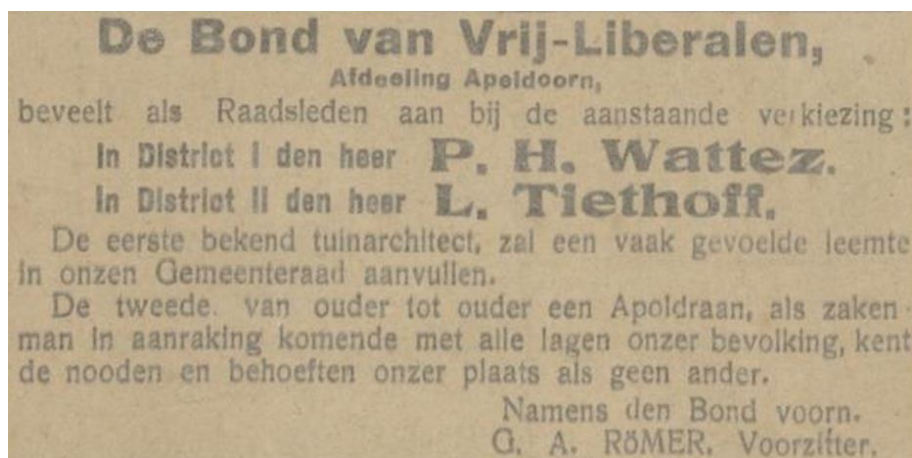 De Bond van Vrij-Liberalen,
Afdeeling Apeldoorn,
beveelt als Raadsleden aan bij de aanstaande verkiezing:
In District I den heer P. H. Wattez.
In District II den heer L. Tiethoff.
De eerste bekend tuinarchitect, zal een vaak gevoelde leemte
in onzen Gemeenteraad aanvullen.
De tweede. van ouder tot ouder een Apoldraan, als zaken-
man in aanraking komende met alle lagen onzer bevolking, kent
de nooden en behoeften onzer plaats als geen ander.
Namens den Bond voorn.
G. A. RöMER, Voorzitter.